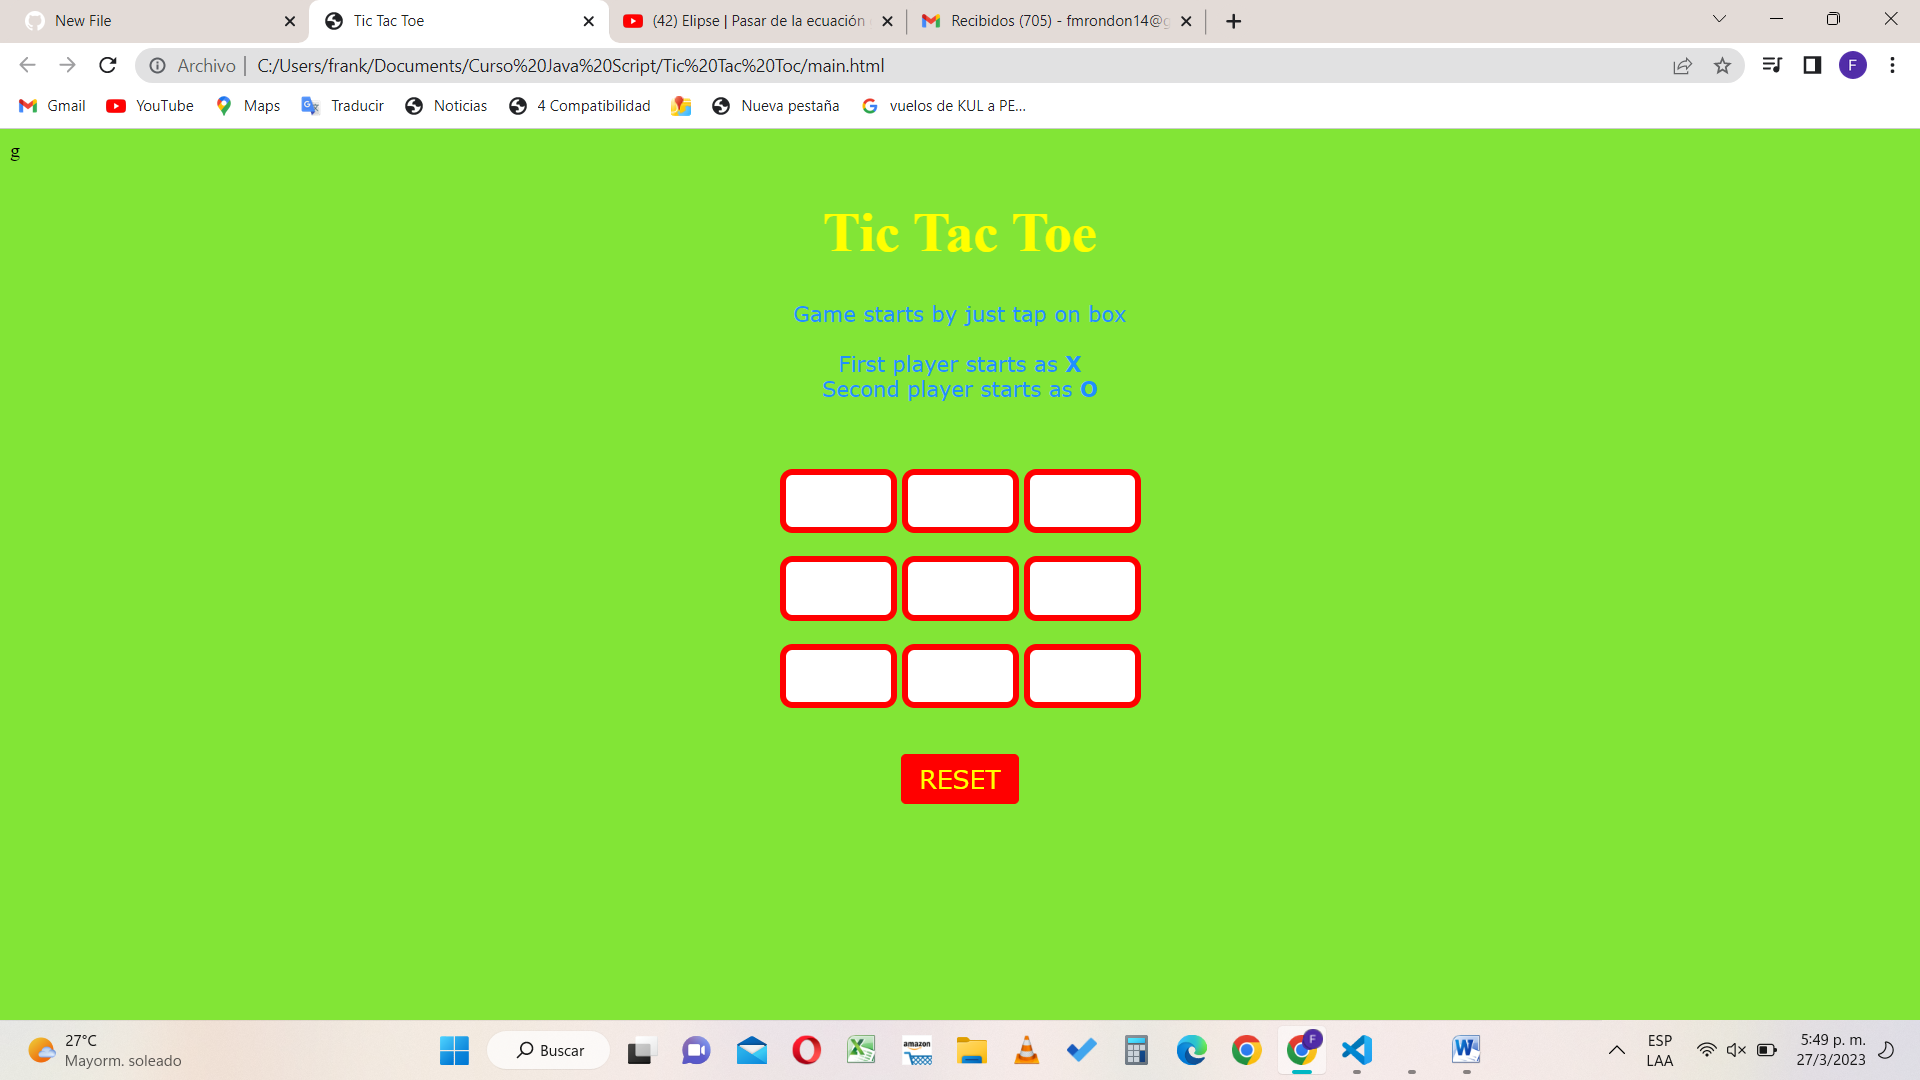 New File
Tic Tac Toe
(42) Elipse | Pasar de la ecuación
Recibidos (705) - fmrondon14@g
Archivo
C:/Users/frank/Documents/Curso%20Java%20Script/Tic%20Tac%20Toc/main.html
F
Gmail
YouTube
Maps
Traducir
Noticias
4 Compatibilidad
Nueva pestaña
vuelos de KUL a PE...
g
Tic Tac Toe
Game starts by just tap on box
First player starts as X
Second player starts as O
RESET
27°C
Mayorm. soleado
Buscar
amazon
F
ESP
LAA
5:49 p. m.
27/3/2023